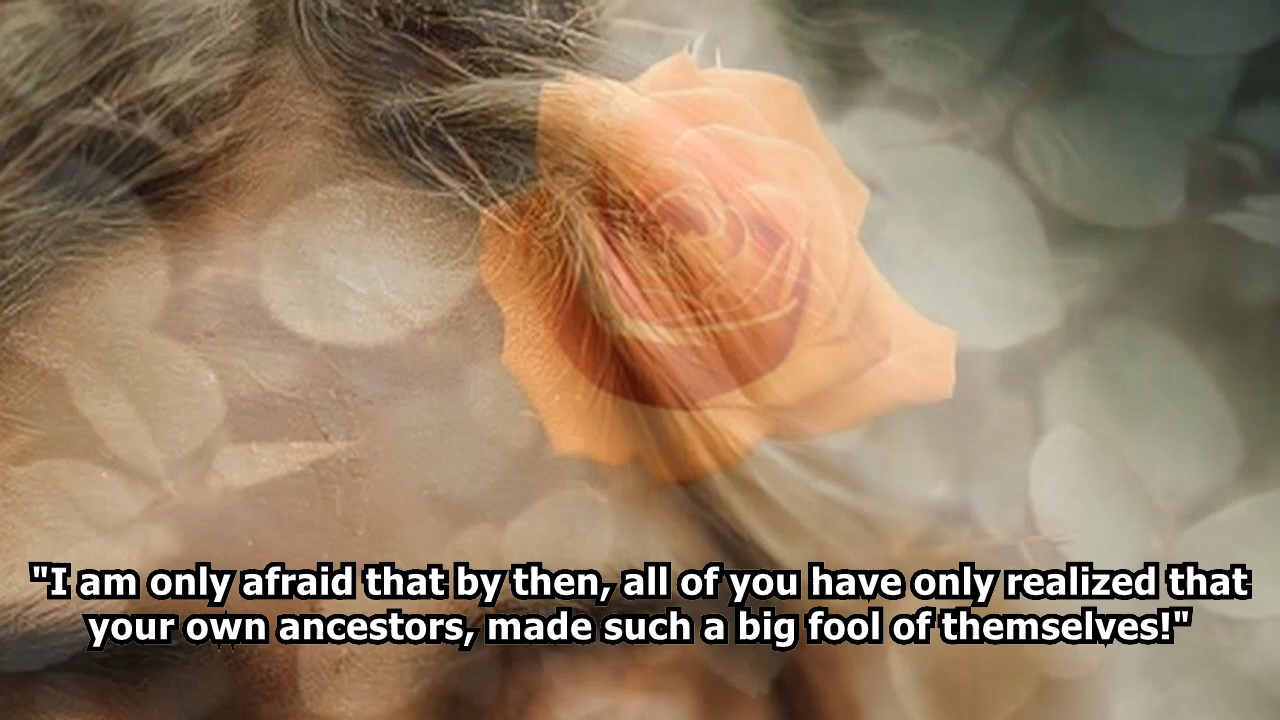 "I am only afraid that by then, all of you have only realized that
your own ancestors, made such a big fool of themselves!"